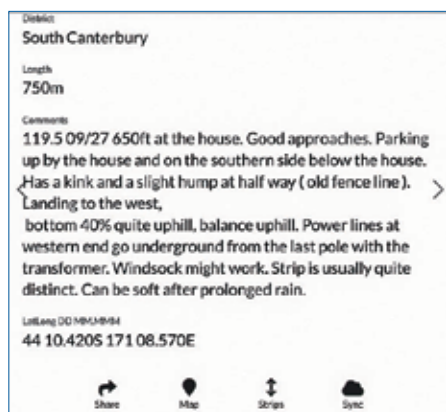 District
South Canterbury
Length
750m
Comments
119.5 09/27 650ft at the house. Good approaches. Parking
up by the house and on the southern side below the house.
Has a kink and a slight hump at half way ( old fence line ).
Landing to the west,
bottom 40% quite uphill, balance uphill. Power lines at
western end go underground from the last pole with the
transformer. Windsock might work. Strip is usually quite
distinct. Can be soft after prolonged rain.
LatLong DD MM.MMM
44 10.420S 171 08.570E
Share Map Strips Sync